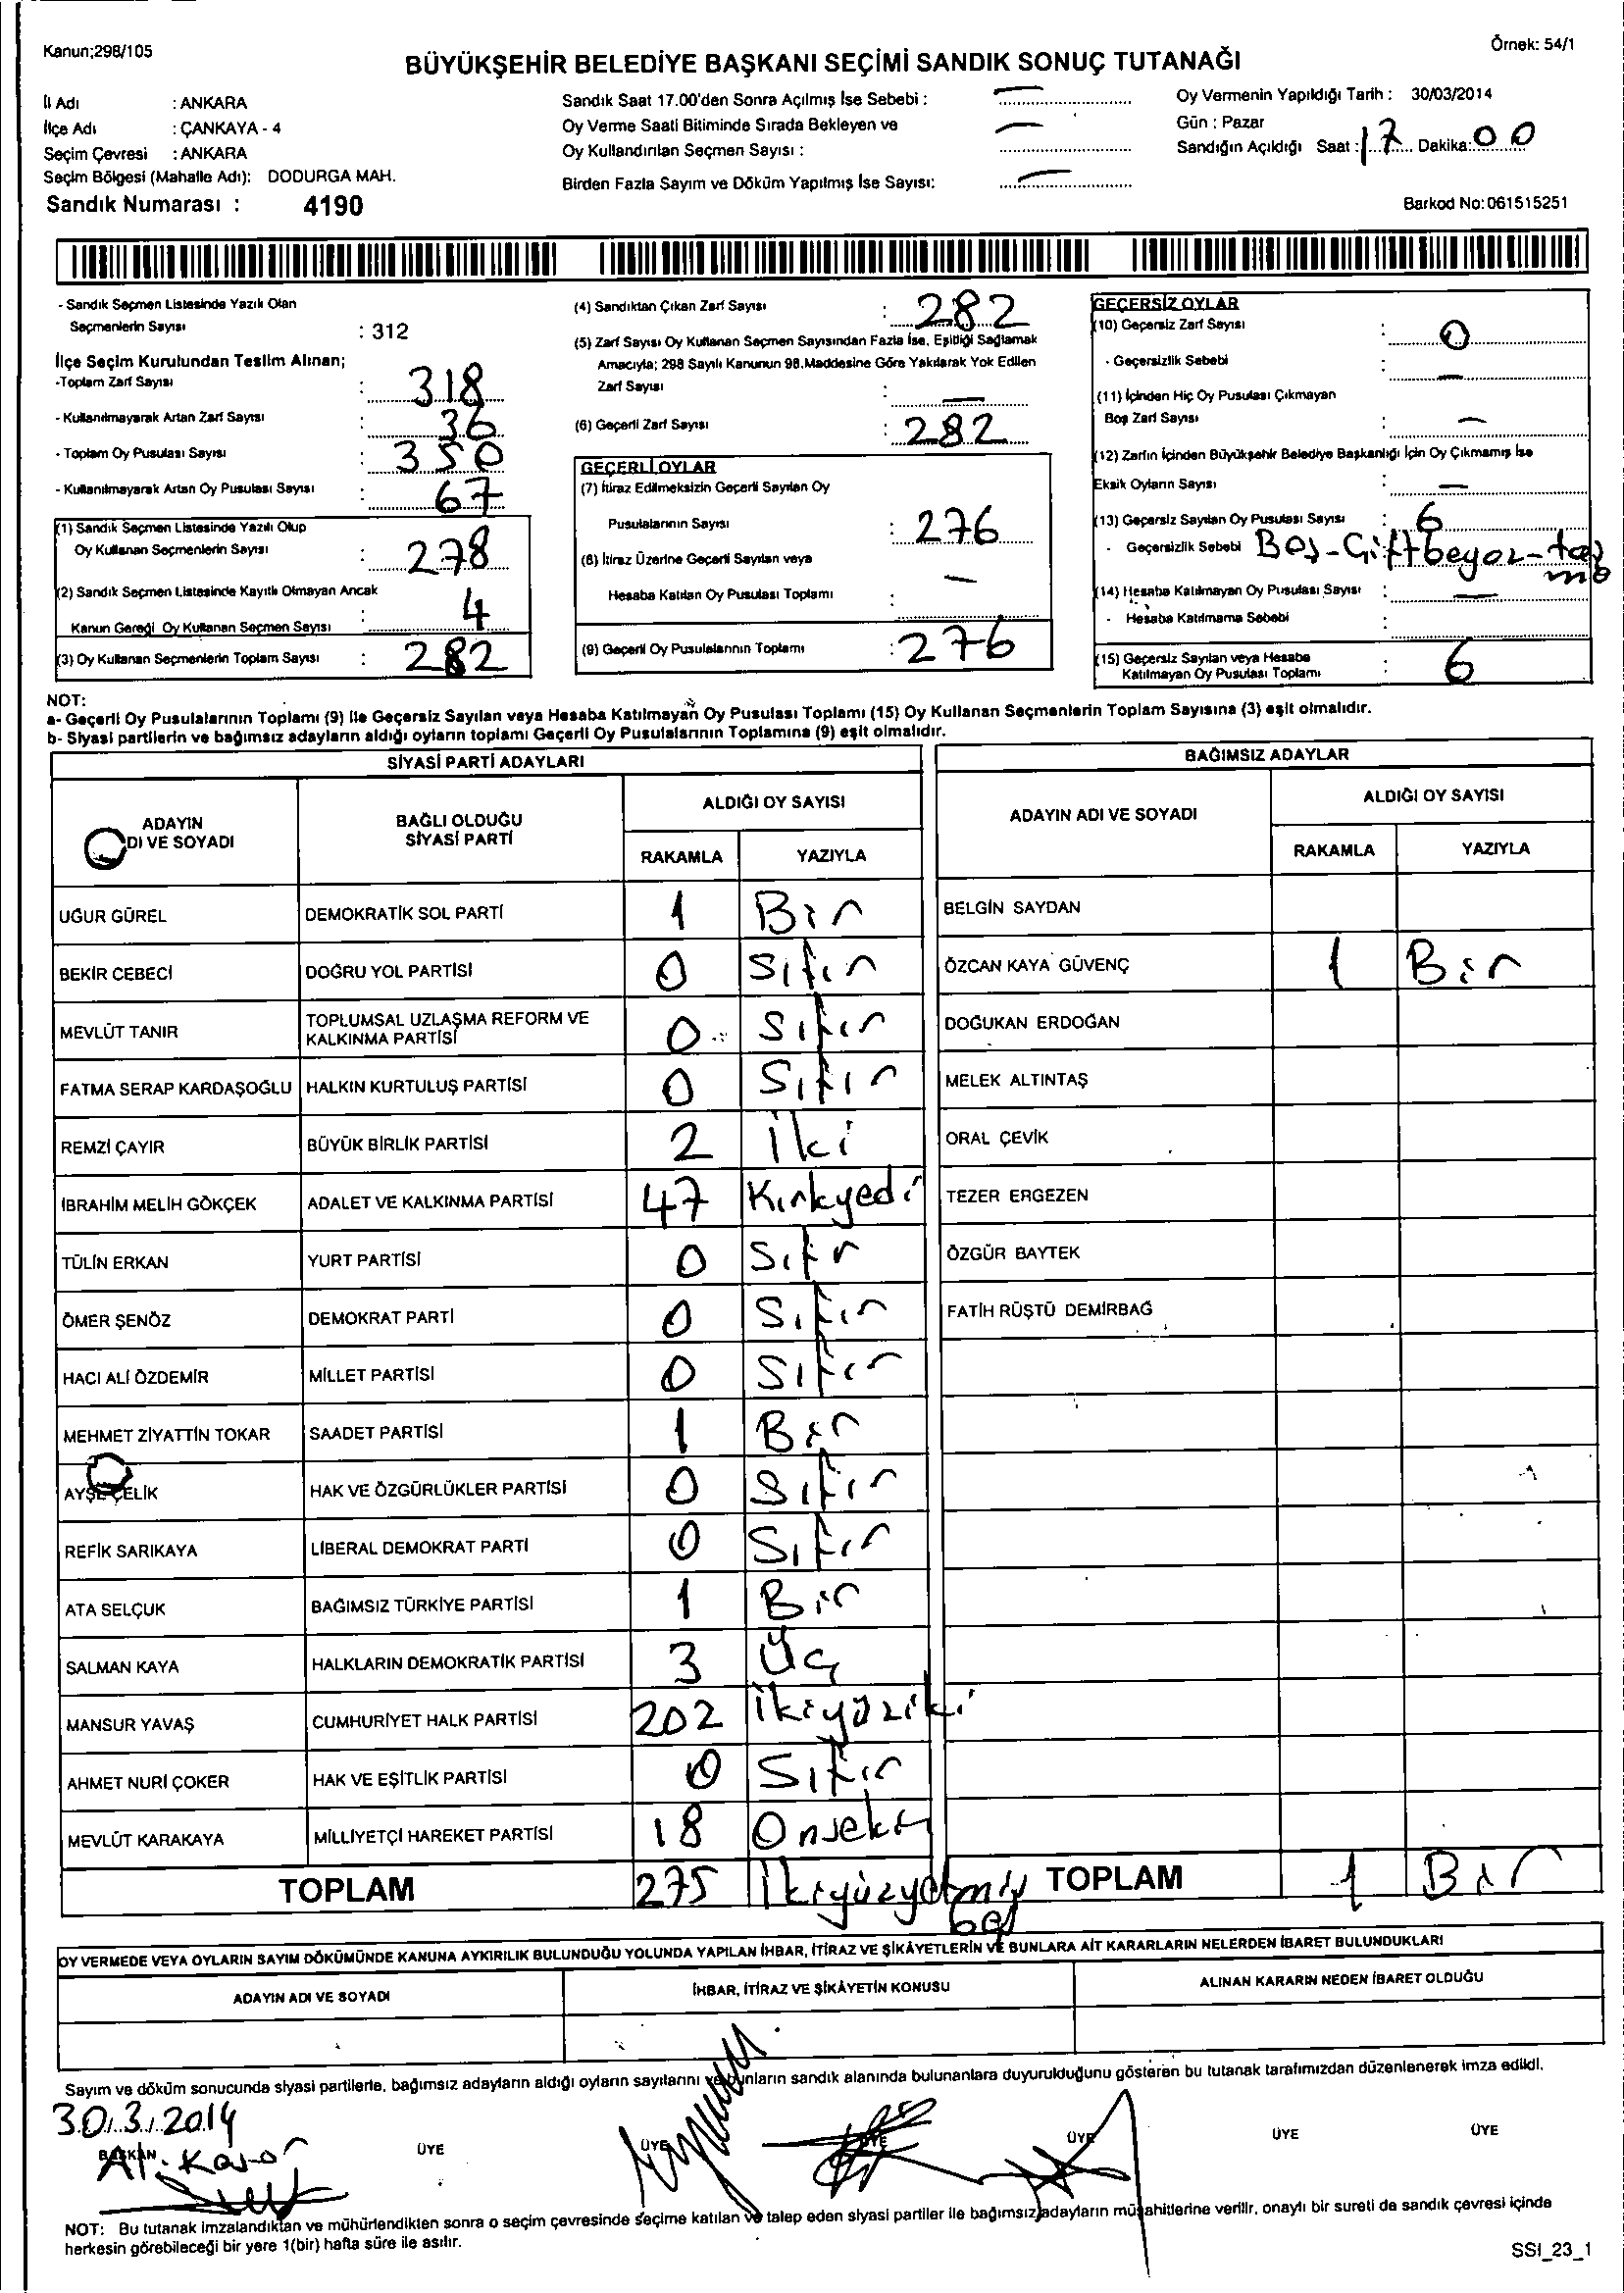 Kanun;298/105
Örnek: 54/1
BÜYÜKŞEHİR BELEDİYE BAŞKANI SEÇİMİ SANDIK SONUÇ TUTANAĞI
İl Adı : ANKARA
İlçe Adı : ÇANKAYA - 4
Seçim Çevresi : ANKARA
Seçim Bölgesi (Mahalle Adı): DODURGA MAH.
Sandık Numarası : 4190
Sandık Saat 17.00'den Sonra Açılmış İse Sebebi : —
Oy Verme Saati Bitiminde Sırada Bekleyen ve
Oy Kullandırılan Seçmen Sayısı : —
Birden Fazla Sayım ve Döküm Yapılmış İse Sayısı: —
Oy Vermenin Yapıldığı Tarih : 30/03/2014
Gün : Pazar
Sandığın Açıldığı Saat : 17 Dakika: 00
Barkod No: 061515251
- Sandık Seçmen Listesinde Yazılı Olan
Seçmenlerin Sayısı : 312
İlçe Seçim Kurulundan Teslim Alınan;
-Toplam Zarf Sayısı : 318
- Kullanılmayarak Artan Zarf Sayısı : 36
- Toplam Oy Pusulası Sayısı : 350
- Kullanılmayarak Artan Oy Pusulası Sayısı : 67
(1) Sandık Seçmen Listesinde Yazılı Olup
Oy Kullanan Seçmenlerin Sayısı : 278
(2) Sandık Seçmen Listesinde Kayıtlı Olmayan Ancak
Kanun Gereği Oy Kullanan Seçmen Sayısı : 4
(3) Oy Kullanan Seçmenlerin Toplam Sayısı : 282
(4) Sandıktan Çıkan Zarf Sayısı : 282
(5) Zarf Sayısı Oy Kullanan Seçmen Sayısından Fazla İse, Eşitliği Sağlamak
Amacıyla; 298 Sayılı Kanunun 98.Maddesine Göre Yakılarak Yok Edilen
Zarf Sayısı : —
(6) Geçerli Zarf Sayısı : 282
GEÇERLİ OYLAR
(7) İtiraz Edilmeksizin Geçerli Sayılan Oy
Pusulalarının Sayısı : 276
(8) İtiraz Üzerine Geçerli Sayılan veya
Hesaba Katılan Oy Pusulası Toplamı : —
(9) Geçerli Oy Pusulalarının Toplamı : 276
GEÇERSİZ OYLAR
(10) Geçersiz Zarf Sayısı : 0
- Geçersizlik Sebebi : —
(11) İçinden Hiç Oy Pusulası Çıkmayan
Boş Zarf Sayısı : —
(12) Zarfın İçinden Büyükşehir Belediye Başkanlığı İçin Oy Çıkmamış İse
Eksik Oyların Sayısı : —
(13) Geçersiz Sayılan Oy Pusulası Sayısı : 6
- Geçersizlik Sebebi Boş-Çift
(14) Hesaba Katılmayan Oy Pusulası Sayısı : —
- Hesaba Katılmama Sebebi :
(15) Geçersiz Sayılan veya Hesaba
Katılmayan Oy Pusulası Toplamı : 6
NOT:
a- Geçerli Oy Pusulalarının Toplamı (9) ile Geçersiz Sayılan veya Hesaba Katılmayan Oy Pusulası Toplamı (15) Oy Kullanan Seçmenlerin Toplam Sayısına (3) eşit olmalıdır.
b- Siyasi partilerin ve bağımsız adayların aldığı oyların toplamı Geçerli Oy Pusulalarının Toplamına (9) eşit olmalıdır.
SİYASİ PARTİ ADAYLARI
ADAYIN
DI VE SOYADI
BAĞLI OLDUĞU
SİYASİ PARTİ
ALDIĞI OY SAYISI
RAKAMLA YAZIYLA
UĞUR GÜREL DEMOKRATİK SOL PARTİ 1 Bir
BEKİR CEBECİ DOĞRU YOL PARTİSİ 0 Sıfır
MEVLÜT TANIR TOPLUMSAL UZLAŞMA REFORM VE
KALKINMA PARTİSİ 0 Sıfır
FATMA SERAP KARDAŞOĞLU HALKIN KURTULUŞ PARTİSİ 0 Sıfır
REMZİ ÇAYIR BÜYÜK BİRLİK PARTİSİ 2 İki
İBRAHİM MELİH GÖKÇEK ADALET VE KALKINMA PARTİSİ 47 Kırkyedi
TÜLİN ERKAN YURT PARTİSİ 0 Sıfr
ÖMER ŞENÖZ DEMOKRAT PARTİ 0 Sıfır
HACI ALİ ÖZDEMİR MİLLET PARTİSİ 0 Sıfır
MEHMET ZİYATTİN TOKAR SAADET PARTİSİ 1 Bir
AYŞE ÇELİK HAK VE ÖZGÜRLÜKLER PARTİSİ 0 Sıfır
REFİK SARIKAYA LİBERAL DEMOKRAT PARTİ 0 Sıfır
ATA SELÇUK BAĞIMSIZ TÜRKİYE PARTİSİ 1 Bir
SALMAN KAYA HALKLARIN DEMOKRATİK PARTİSİ 3 Üç
MANSUR YAVAŞ CUMHURİYET HALK PARTİSİ 202 İkiyüziki
AHMET NURİ ÇOKER HAK VE EŞİTLİK PARTİSİ 0 Sıfır
MEVLÜT KARAKAYA MİLLİYETÇİ HAREKET PARTİSİ 18 Onseki
TOPLAM 275 İkiyüzyetmiş
beş
BAĞIMSIZ ADAYLAR
ADAYIN ADI VE SOYADI
ALDIĞI OY SAYISI
RAKAMLA YAZIYLA
BELGİN SAYDAN
ÖZCAN KAYA GÜVENÇ 1 Bir
DOĞUKAN ERDOĞAN
MELEK ALTINTAŞ
ORAL ÇEVİK
TEZER ERGEZEN
ÖZGÜR BAYTEK
FATİH RÜŞTÜ DEMİRBAĞ
TOPLAM 1 Bir
OY VERMEDE VEYA OYLARIN SAYIM DÖKÜMÜNDE KANUNA AYKIRILIK BULUNDUĞU YOLUNDA YAPILAN İHBAR, İTİRAZ VE ŞİKÂYETLERİN VE BUNLARA AİT KARARLARIN NELERDEN İBARET BULUNDUKLARI
ADAYIN ADI VE SOYADI İHBAR, İTİRAZ VE ŞİKÂYETİN KONUSU ALINAN KARARIN NEDEN İBARET OLDUĞU
Sayım ve döküm sonucunda siyasi partilerle, bağımsız adayların aldığı oyların sayılarını ve bunların sandık alanında bulunanlara duyurulduğunu gösteren bu tutanak tarafımızdan düzenlenerek imza edildi.
30.3.2014
BAŞKAN ÜYE ÜYE ÜYE ÜYE ÜYE ÜYE
NOT: Bu tutanak imzalandıktan ve mühürlendikten sonra o seçim çevresinde seçime katılan ve talep eden siyasi partiler ile bağımsız adayların müşahitlerine verilir, onaylı bir sureti de sandık çevresi içinde
herkesin görebileceği bir yere 1(bir) hafta süre ile asılır.
SSI_23_1